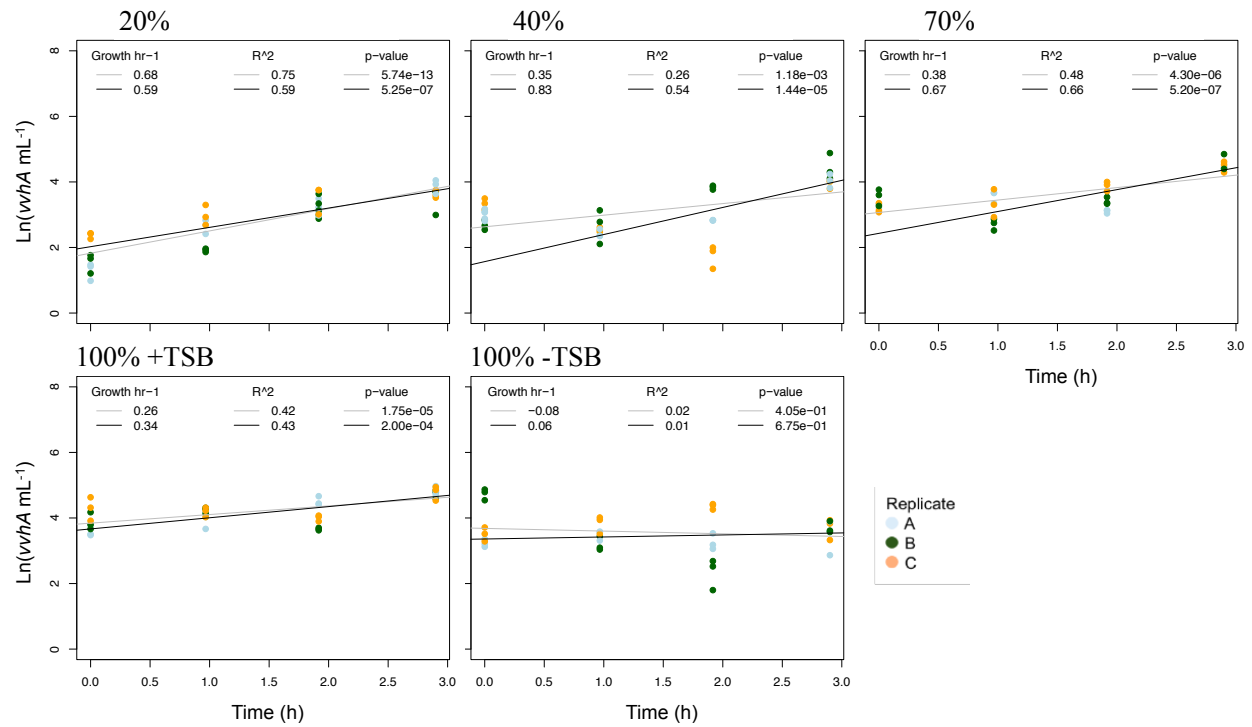 20%
40%
70%
Growth hr−1 R^2 p−value
0.68 0.75 5.74e−13
0.59 0.59 5.25e−07
Growth hr−1 R^2 p−value
0.35 0.26 1.18e−03
0.83 0.54 1.44e−05
Growth hr−1 R^2 p−value
0.38 0.48 4.30e−06
0.67 0.66 5.20e−07
Ln(vvhA mL⁻¹)
8
6
4
2
0
0.0 0.5 1.0 1.5 2.0 2.5 3.0
Time (h)
100% +TSB
100% -TSB
Growth hr−1 R^2 p−value
0.26 0.42 1.75e−05
0.34 0.43 2.00e−04
Growth hr−1 R^2 p−value
−0.08 0.02 4.05e−01
0.06 0.01 6.75e−01
Ln(vvhA mL⁻¹)
8
6
4
2
0
0.0 0.5 1.0 1.5 2.0 2.5 3.0
Time (h)
0.0 0.5 1.0 1.5 2.0 2.5 3.0
Time (h)
Replicate
A
B
C